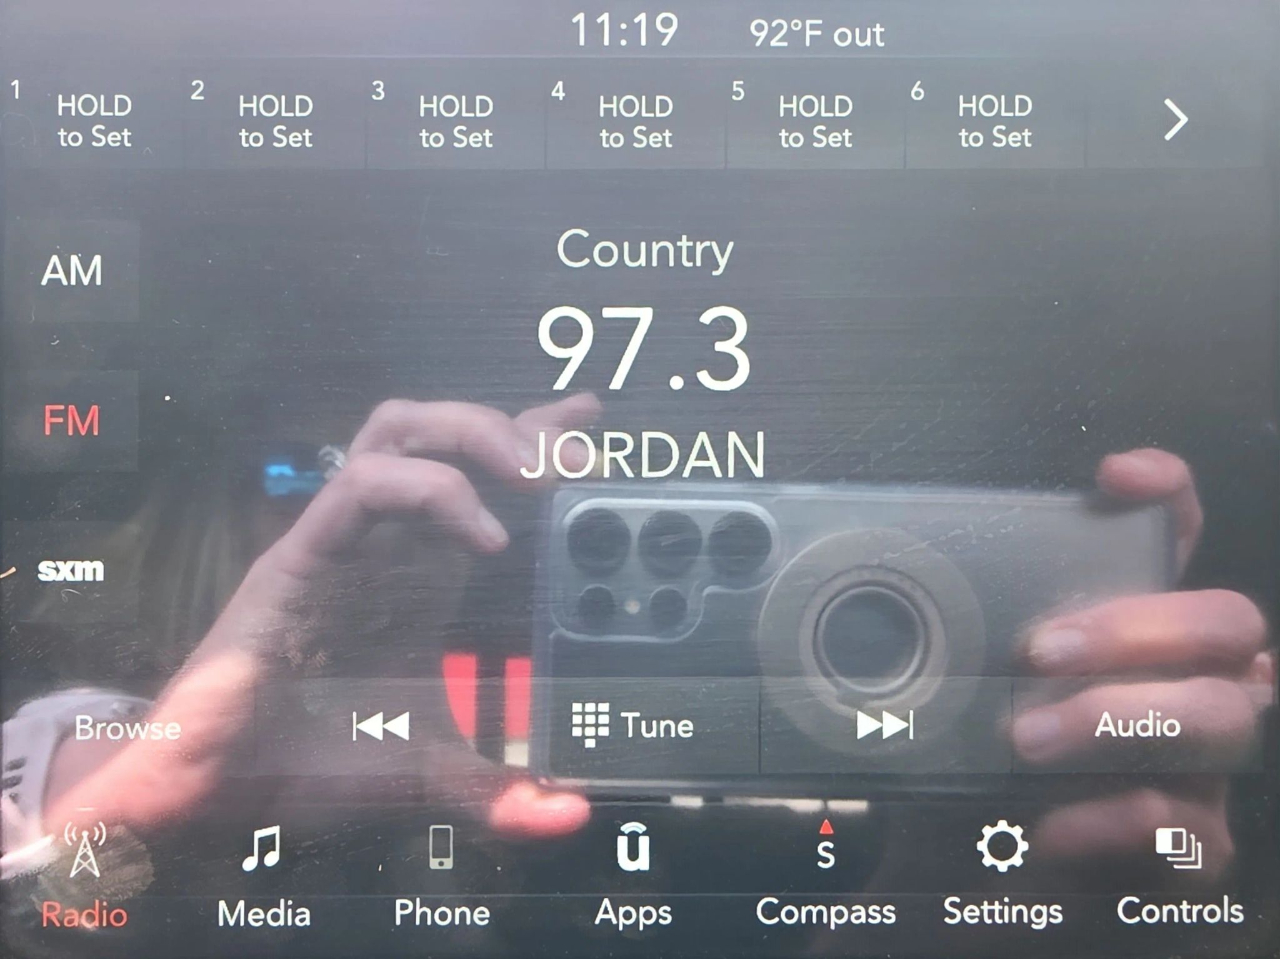 11:19 92°F out
1 HOLD to Set
2 HOLD to Set
3 HOLD to Set
4 HOLD to Set
5 HOLD to Set
6 HOLD to Set
AM
Country
97.3
FM
JORDAN
sxm
Browse Tune Audio
S
Radio Media Phone Apps Compass Settings Controls